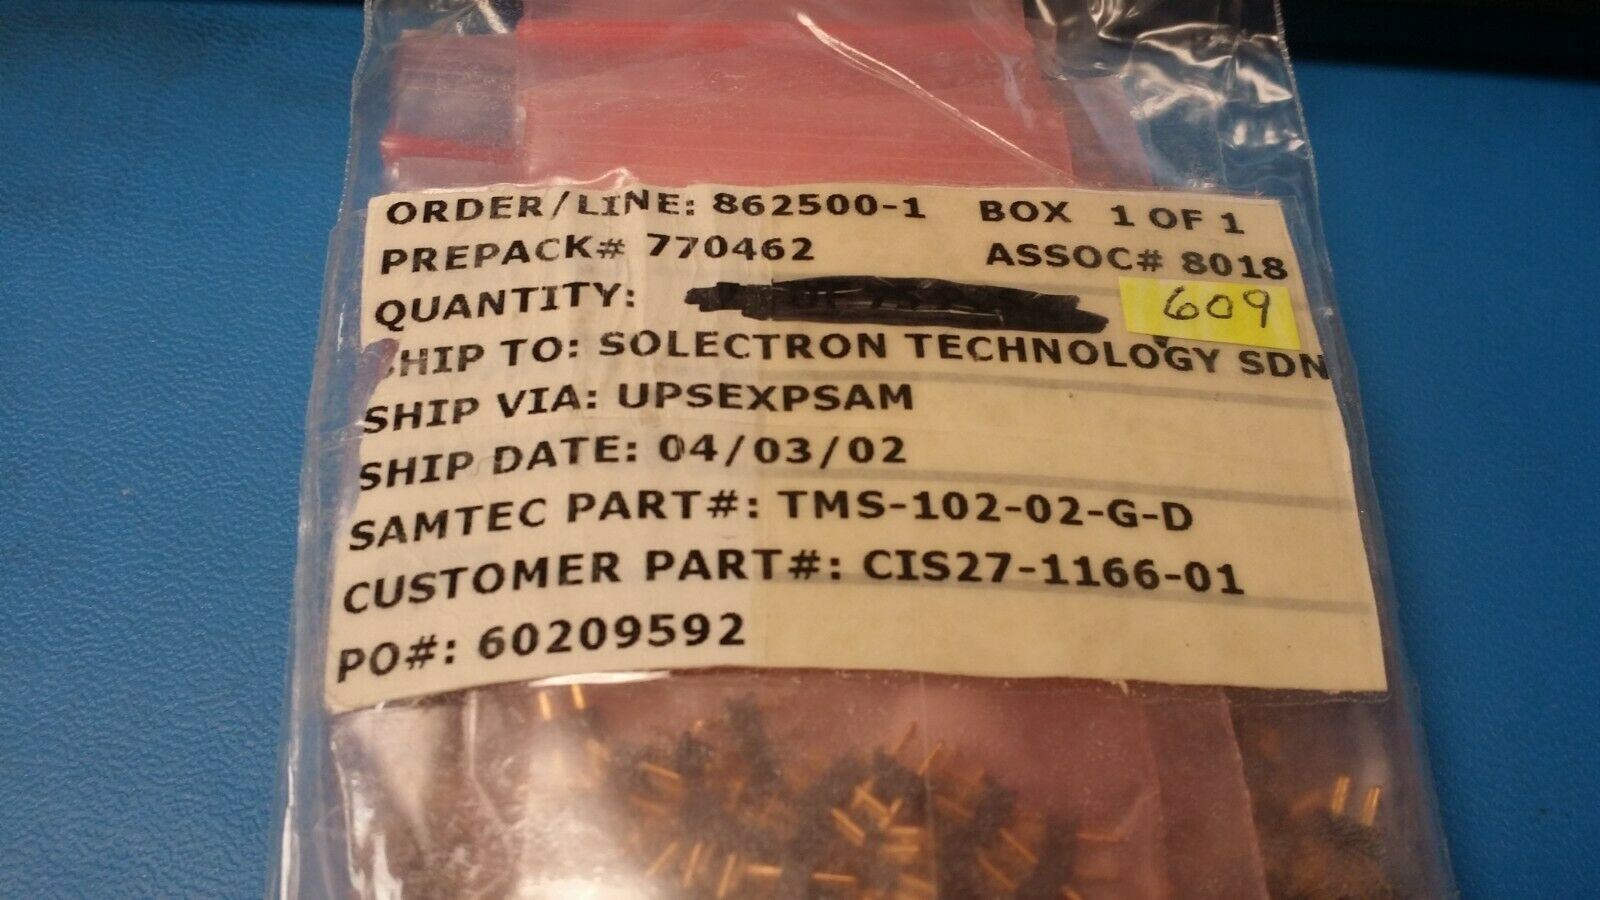 ORDER/LINE: 862500-1 BOX 1 OF 1
PREPACK# 770462 ASSOC# 8018
QUANTITY: 609
SHIP TO: SOLECTRON TECHNOLOGY SDN
SHIP VIA: UPSEXPSAM
SHIP DATE: 04/03/02
SAMTEC PART#: TMS-102-02-G-D
CUSTOMER PART#: CIS27-1166-01
PO#: 60209592